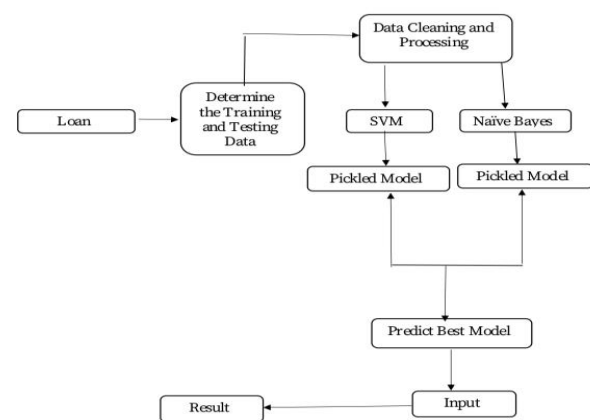 Data Cleaning and
Processing
Determine
the Training
and Testing
Data
Loan
SVM
Naïve Bayes
Pickled Model
Pickled Model
Predict Best Model
Input
Result